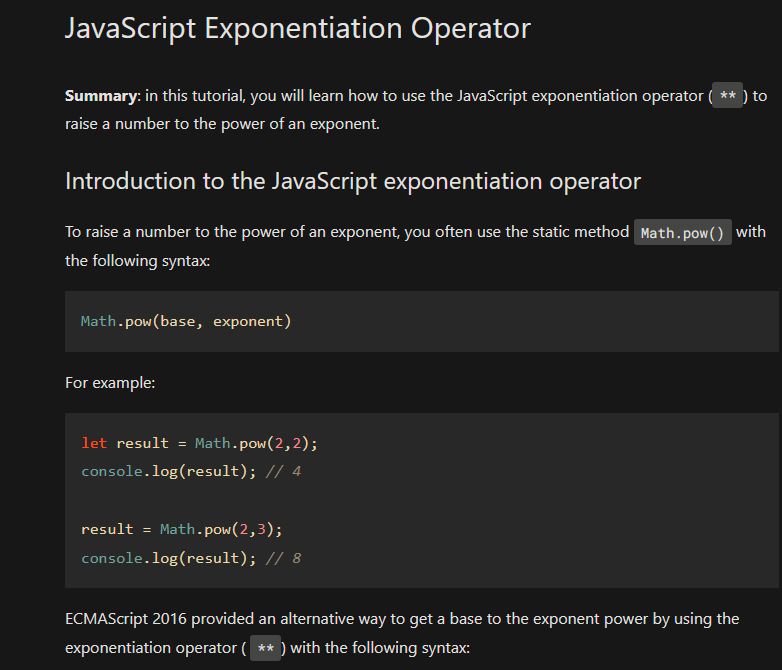 JavaScript Exponentiation Operator
Summary: in this tutorial, you will learn how to use the JavaScript exponentiation operator ( ** ) to
raise a number to the power of an exponent.
Introduction to the JavaScript exponentiation operator
To raise a number to the power of an exponent, you often use the static method Math.pow() with
the following syntax:
Math.pow(base, exponent)
For example:
let result = Math.pow(2,2);
console.log(result); // 4
result = Math.pow(2,3);
console.log(result); // 8
ECMAScript 2016 provided an alternative way to get a base to the exponent power by using the
exponentiation operator ( ** ) with the following syntax: